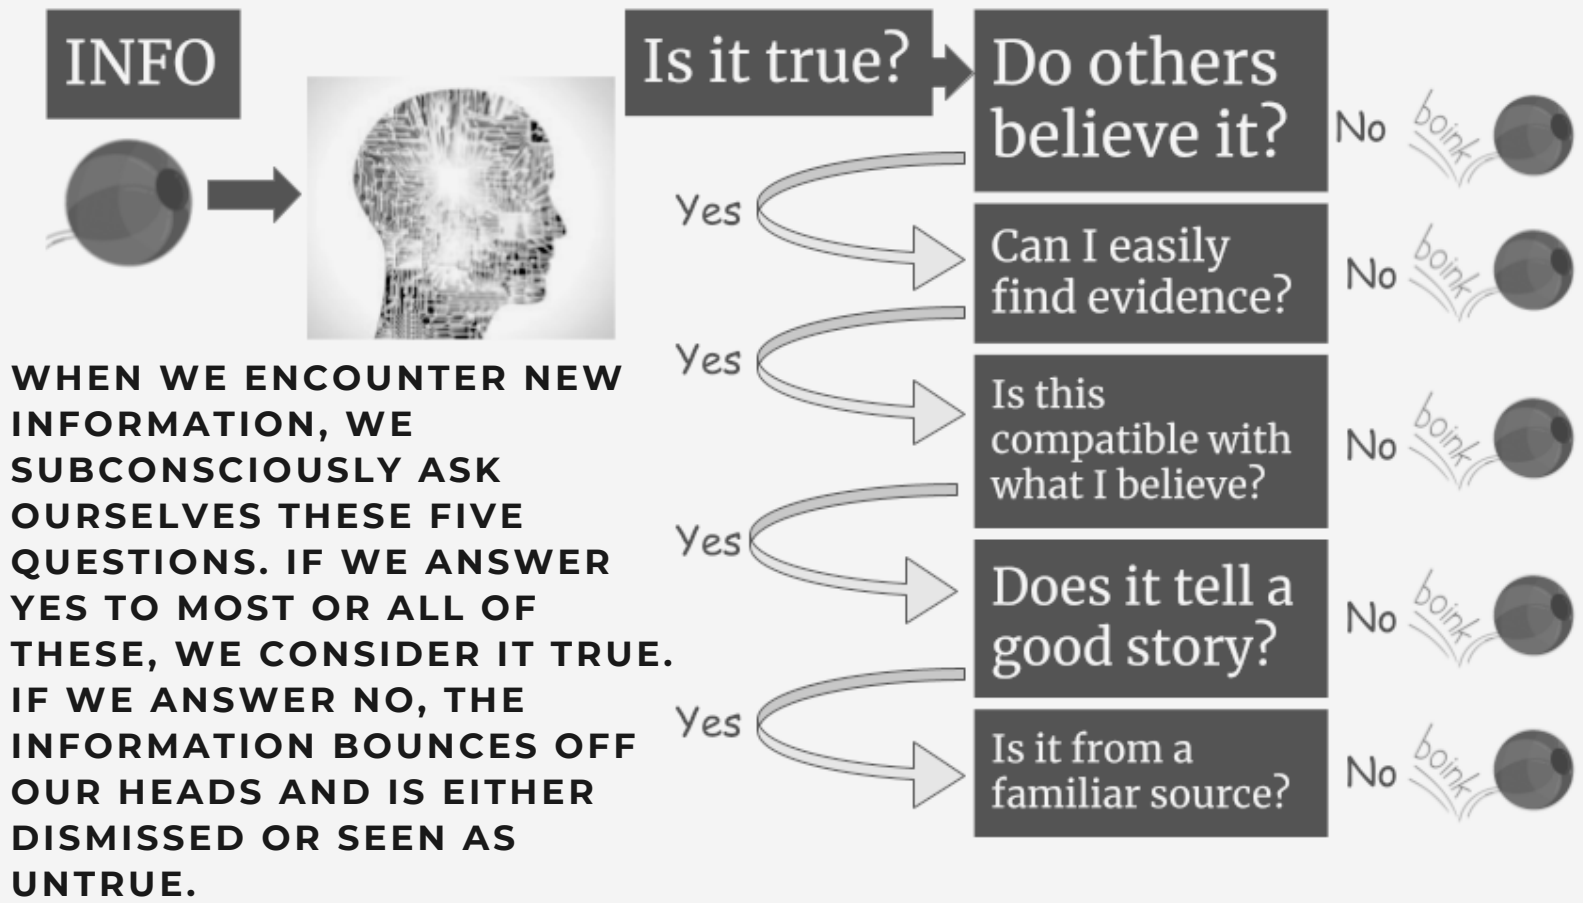 INFO
WHEN WE ENCOUNTER NEW
INFORMATION, WE
SUBCONSCIOUSLY ASK
OURSELVES THESE FIVE
QUESTIONS. IF WE ANSWER
YES TO MOST OR ALL OF
THESE, WE CONSIDER IT TRUE.
IF WE ANSWER NO, THE
INFORMATION BOUNCES OFF
OUR HEADS AND IS EITHER
DISMISSED OR SEEN AS
UNTRUE.
Is it true?
Do others
believe it?
No
boink
Yes
Can I easily
find evidence?
No
boink
Yes
Is this
compatible with
what I believe?
No
boink
Yes
Does it tell a
good story?
No
boink
Yes
Is it from a
familiar source?
No
boink